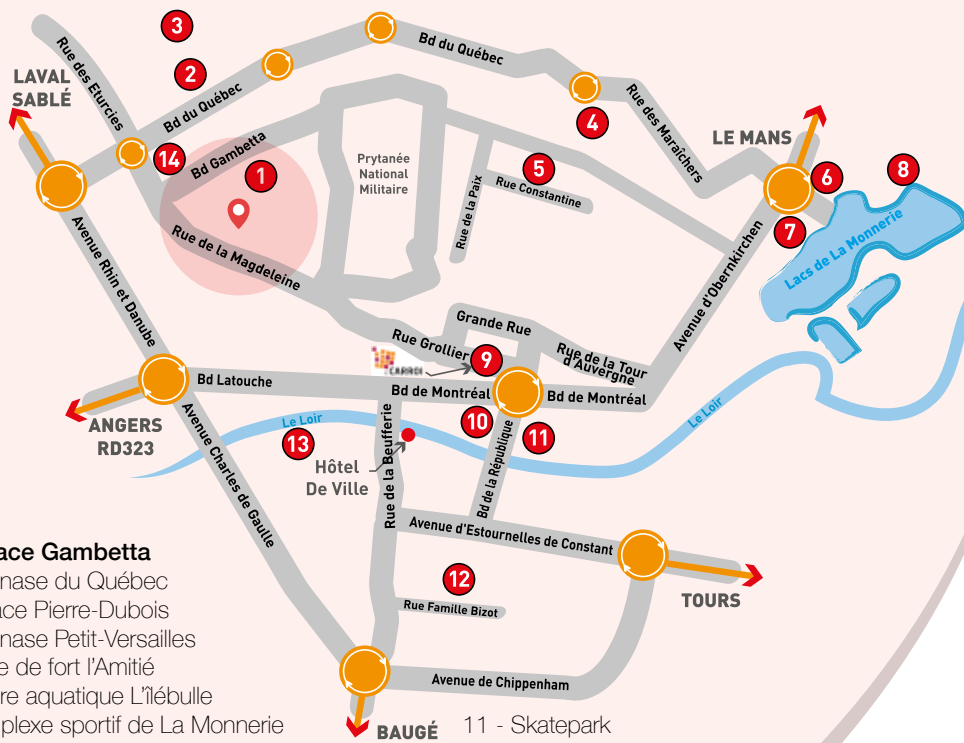 3
2
LAVAL
SABLÉ
Rue des Eturcies
Bd du Québec
Bd du Québec
4
Rue des Maraîchers
LE MANS
14
Bd Gambetta
1
Prytanée
National
Militaire
5
Rue Constantine
Rue de la Paix
6
8
7
Lacs de La Monnerie
Rue de la Magdeleine
Avenue Rhin et Danube
Avenue d'Obernkirchen
Grande Rue
Rue Grollier
Rue de la Tour
d'Auvergne
CARROI
9
Bd Latouche
Bd de Montréal
Bd de Montréal
ANGERS
RD323
10
11
Le Loir
Le Loir
13
Hôtel
De Ville
Rue de la Beufferie
Bd de la République
Avenue Charles de Gaulle
Avenue d'Estournelles de Constant
12
Rue Famille Bizot
TOURS
Avenue de Chippenham
BAUGÉ
ace Gambetta
nase du Québec
ace Pierre-Dubois
nase Petit-Versailles
e de fort l’Amitié
re aquatique L’îlébulle
plexe sportif de La Monnerie
11 - Skatepark